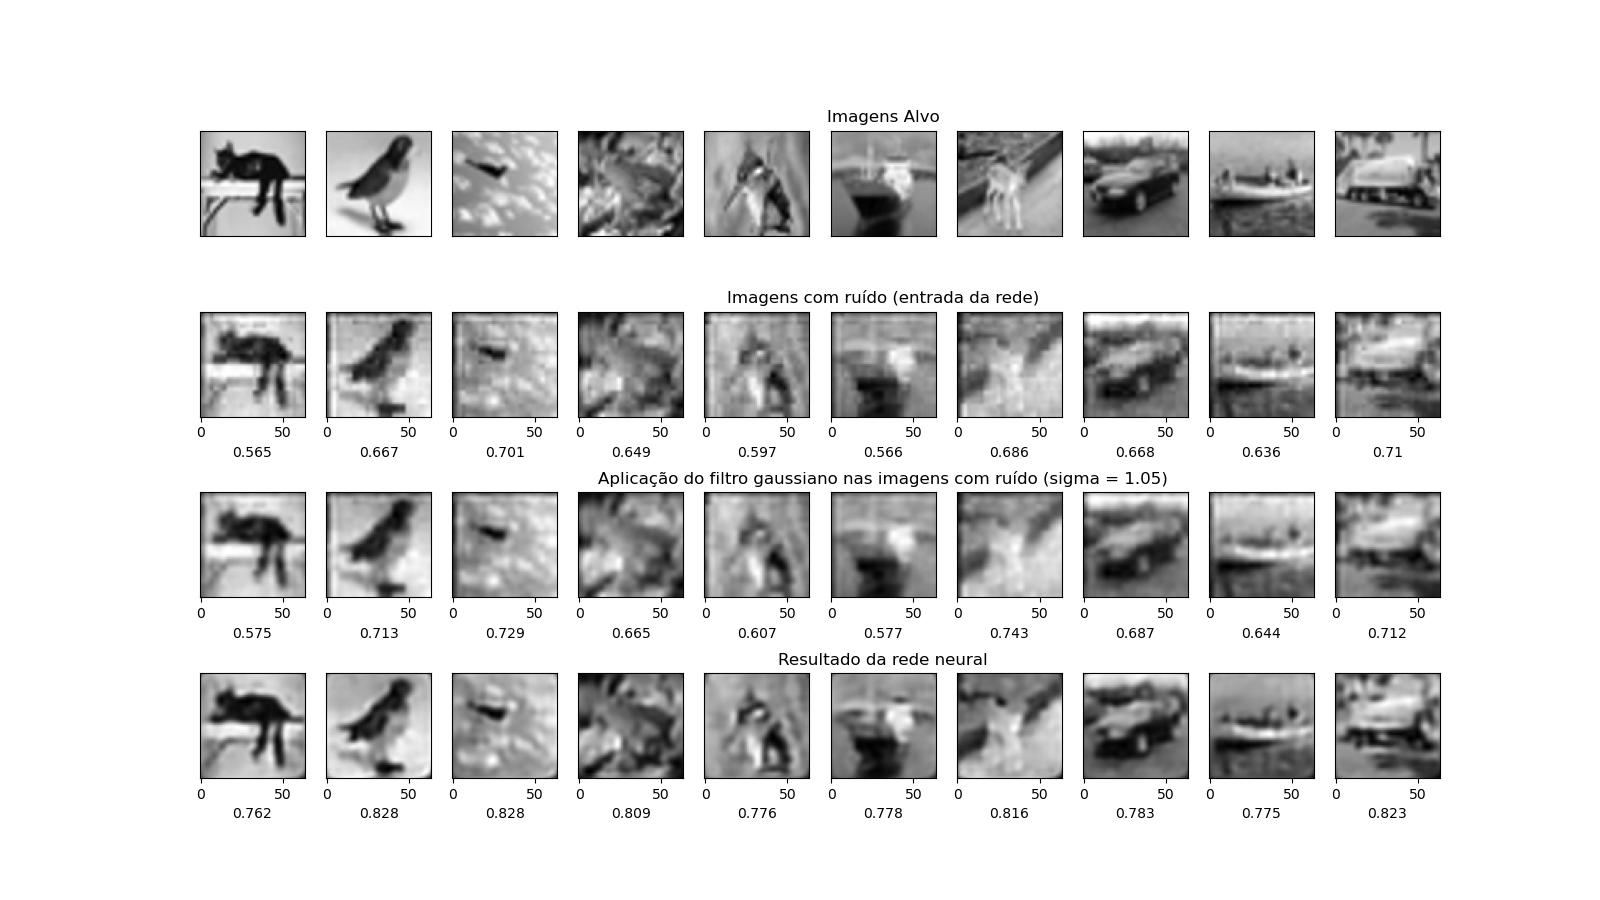 Imagens Alvo
Imagens com ruído (entrada da rede)
0 50 0 50 0 50 0 50 0 50 0 50 0 50 0 50 0 50 0 50
0.565 0.667 0.701 0.649 0.597 0.566 0.686 0.668 0.636 0.71
Aplicação do filtro gaussiano nas imagens com ruído (sigma = 1.05)
0 50 0 50 0 50 0 50 0 50 0 50 0 50 0 50 0 50 0 50
0.575 0.713 0.729 0.665 0.607 0.577 0.743 0.687 0.644 0.712
Resultado da rede neural
0 50 0 50 0 50 0 50 0 50 0 50 0 50 0 50 0 50 0 50
0.762 0.828 0.828 0.809 0.776 0.778 0.816 0.783 0.775 0.823